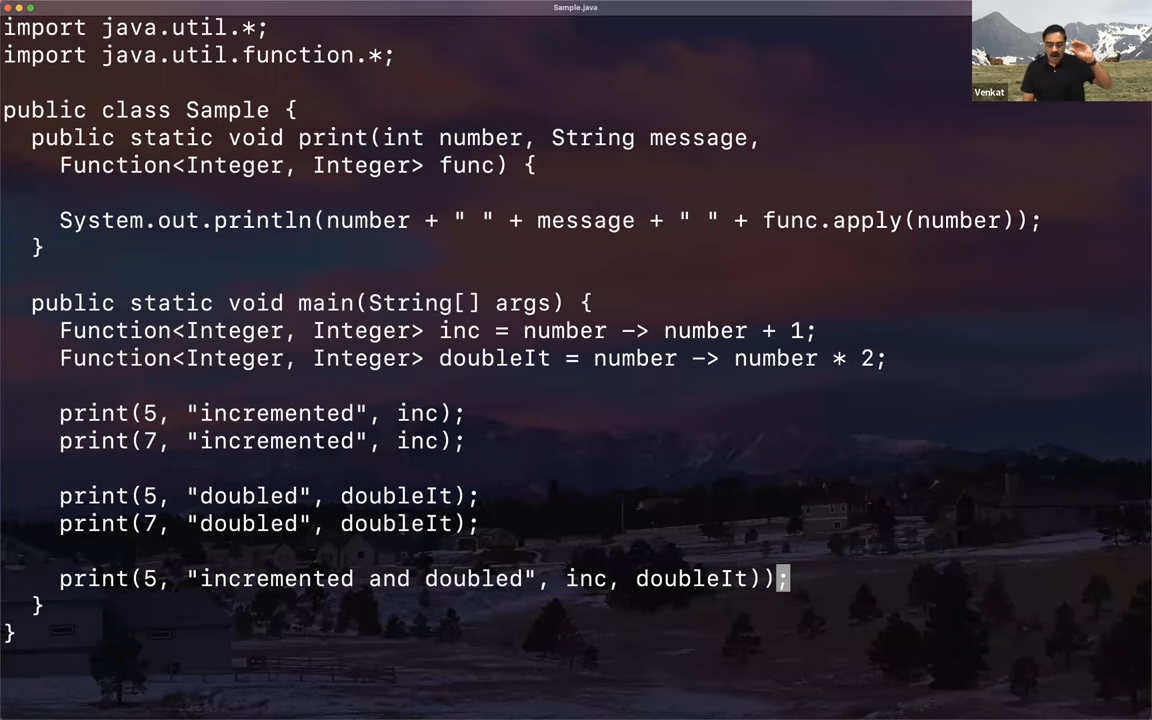 Sample.java
import java.util.*;
import java.util.function.*;
Venkat
public class Sample {
public static void print(int number, String message,
Function<Integer, Integer> func) {
System.out.println(number + " " + message + " " + func.apply(number));
}
public static void main(String[] args) {
Function<Integer, Integer> inc = number -> number + 1;
Function<Integer, Integer> doubleIt = number -> number * 2;
print(5, "incremented", inc);
print(7, "incremented", inc);
print(5, "doubled", doubleIt);
print(7, "doubled", doubleIt);
print(5, "incremented and doubled", inc, doubleIt));
}
}